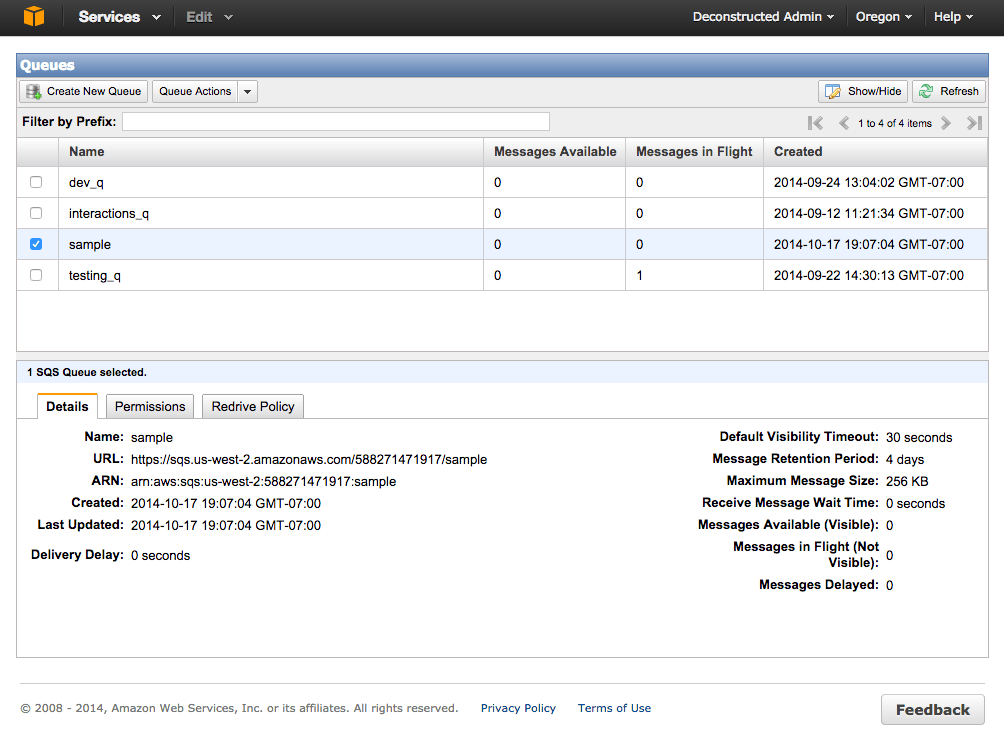 Services Edit Deconstructed Admin Oregon Help
Queues
Create New Queue Queue Actions Show/Hide Refresh
Filter by Prefix: 1 to 4 of 4 items
Name Messages Available Messages in Flight Created
dev_q 0 0 2014-09-24 13:04:02 GMT-07:00
interactions_q 0 0 2014-09-12 11:21:34 GMT-07:00
sample 0 0 2014-10-17 19:07:04 GMT-07:00
testing_q 0 1 2014-09-22 14:30:13 GMT-07:00
1 SQS Queue selected.
Details Permissions Redrive Policy
Name: sample
URL: https://sqs.us-west-2.amazonaws.com/588271471917/sample
ARN: arn:aws:sqs:us-west-2:588271471917:sample
Created: 2014-10-17 19:07:04 GMT-07:00
Last Updated: 2014-10-17 19:07:04 GMT-07:00
Delivery Delay: 0 seconds
Default Visibility Timeout: 30 seconds
Message Retention Period: 4 days
Maximum Message Size: 256 KB
Receive Message Wait Time: 0 seconds
Messages Available (Visible): 0
Messages in Flight (Not
Visible): 0
Messages Delayed: 0
© 2008 - 2014, Amazon Web Services, Inc. or its affiliates. All rights reserved. Privacy Policy Terms of Use Feedback